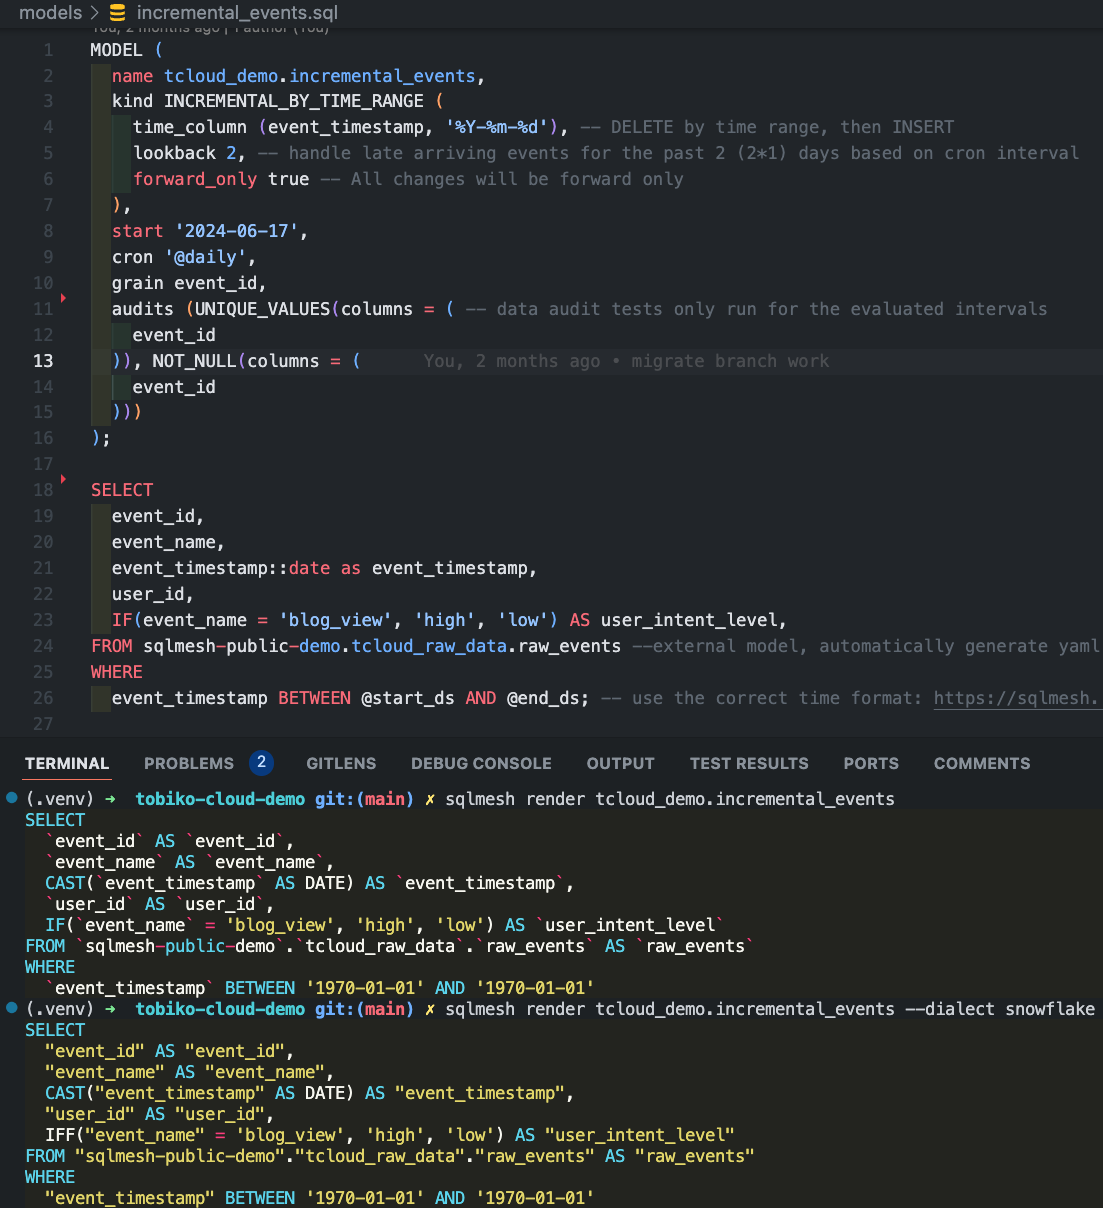 models > incremental_events.sql
You, 2 months ago | 1 author (You)
1 MODEL (
2 name tcloud_demo.incremental_events,
3 kind INCREMENTAL_BY_TIME_RANGE (
4 time_column (event_timestamp, '%Y-%m-%d'), -- DELETE by time range, then INSERT
5 lookback 2, -- handle late arriving events for the past 2 (2*1) days based on cron interval
6 forward_only true -- All changes will be forward only
7 ),
8 start '2024-06-17',
9 cron '@daily',
10 grain event_id,
11 audits (UNIQUE_VALUES(columns = ( -- data audit tests only run for the evaluated intervals
12 event_id
13 )), NOT_NULL(columns = ( You, 2 months ago • migrate branch work
14 event_id
15 )))
16 );
17
18 SELECT
19 event_id,
20 event_name,
21 event_timestamp::date as event_timestamp,
22 user_id,
23 IF(event_name = 'blog_view', 'high', 'low') AS user_intent_level,
24 FROM sqlmesh-public-demo.tcloud_raw_data.raw_events --external model, automatically generate yaml
25 WHERE
26 event_timestamp BETWEEN @start_ds AND @end_ds; -- use the correct time format: https://sqlmesh.
27
TERMINAL PROBLEMS 2 GITLENS DEBUG CONSOLE OUTPUT TEST RESULTS PORTS COMMENTS
(.venv) → tobiko-cloud-demo git:(main) ✗ sqlmesh render tcloud_demo.incremental_events
SELECT
`event_id` AS `event_id`,
`event_name` AS `event_name`,
CAST(`event_timestamp` AS DATE) AS `event_timestamp`,
`user_id` AS `user_id`,
IF(`event_name` = 'blog_view', 'high', 'low') AS `user_intent_level`
FROM `sqlmesh-public-demo`.`tcloud_raw_data`.`raw_events` AS `raw_events`
WHERE
`event_timestamp` BETWEEN '1970-01-01' AND '1970-01-01'
(.venv) → tobiko-cloud-demo git:(main) ✗ sqlmesh render tcloud_demo.incremental_events --dialect snowflake
SELECT
"event_id" AS "event_id",
"event_name" AS "event_name",
CAST("event_timestamp" AS DATE) AS "event_timestamp",
"user_id" AS "user_id",
IFF("event_name" = 'blog_view', 'high', 'low') AS "user_intent_level"
FROM "sqlmesh-public-demo"."tcloud_raw_data"."raw_events" AS "raw_events"
WHERE
"event_timestamp" BETWEEN '1970-01-01' AND '1970-01-01'